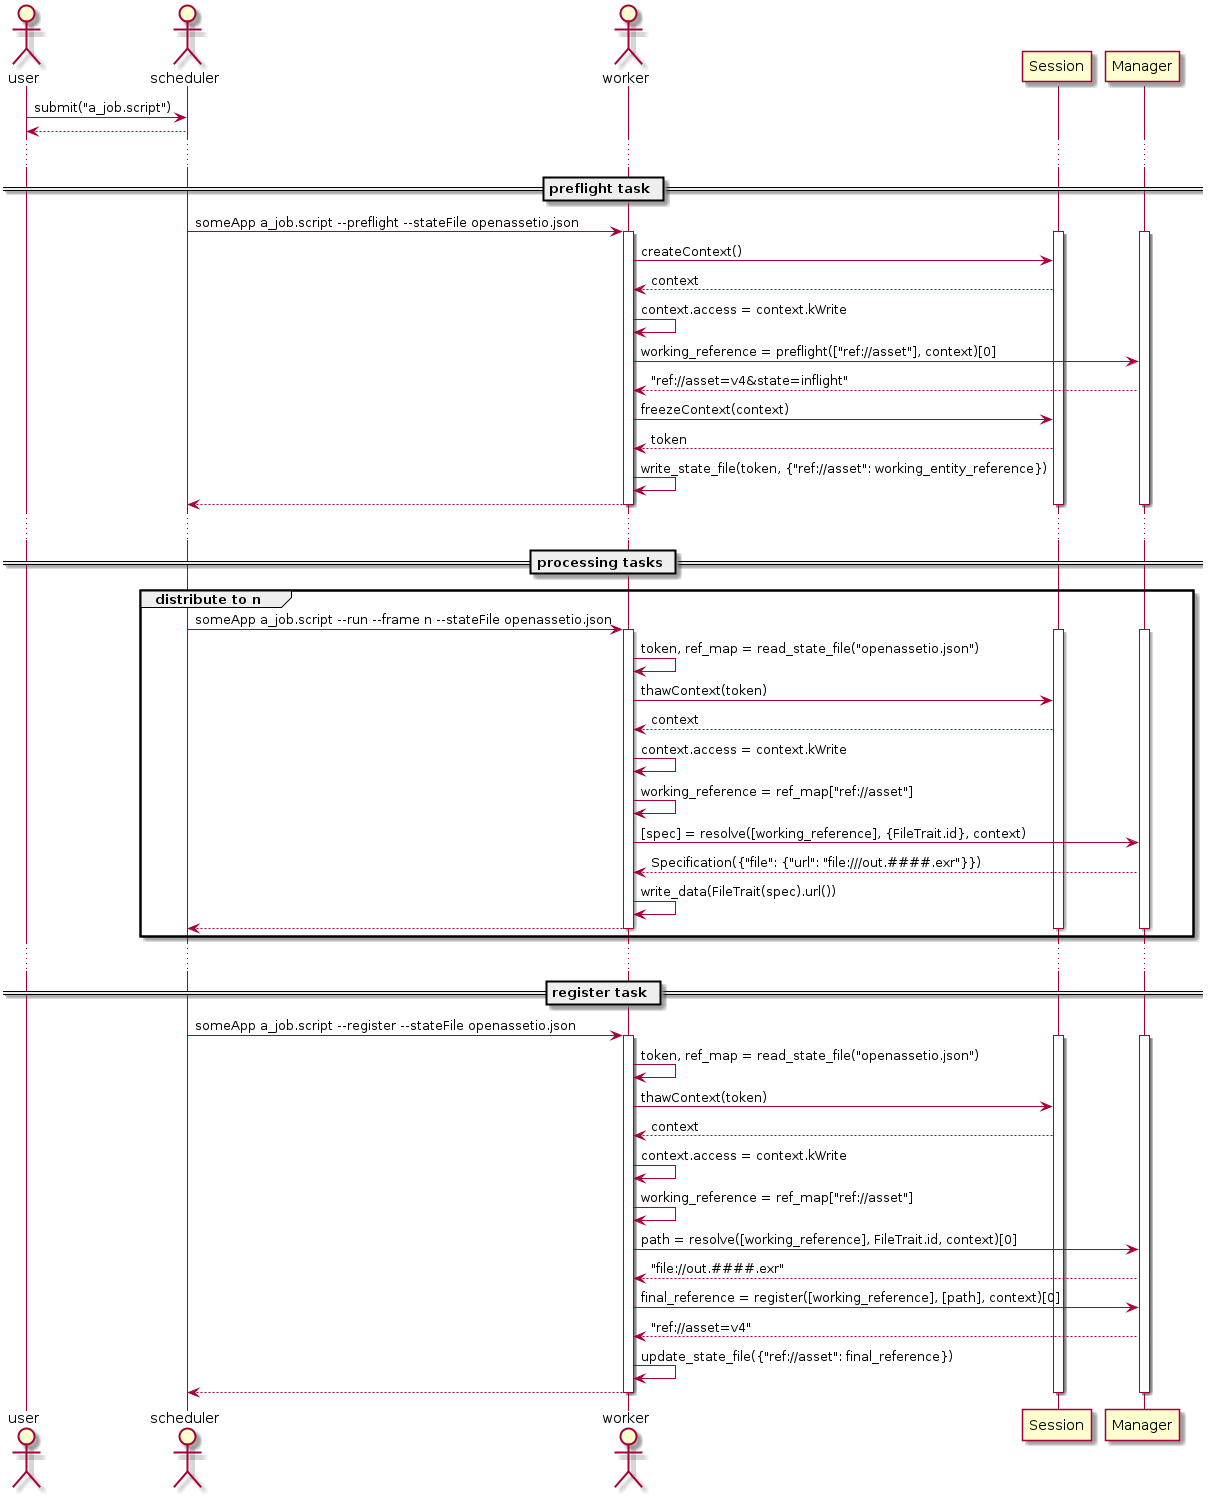 user
scheduler
worker
Session
Manager
submit("a_job.script")
preflight task
someApp a_job.script --preflight --stateFile openassetio.json
createContext()
context
context.access = context.kWrite
working_reference = preflight(["ref://asset"], context)[0]
"ref://asset=v4&state=inflight"
freezeContext(context)
token
write_state_file(token, {"ref://asset": working_entity_reference})
processing tasks
distribute to n
someApp a_job.script --run --frame n --stateFile openassetio.json
token, ref_map = read_state_file("openassetio.json")
thawContext(token)
context
context.access = context.kWrite
working_reference = ref_map["ref://asset"]
[spec] = resolve([working_reference], {FileTrait.id}, context)
Specification({"file": {"url": "file:///out.####.exr"}})
write_data(FileTrait(spec).url())
register task
someApp a_job.script --register --stateFile openassetio.json
token, ref_map = read_state_file("openassetio.json")
thawContext(token)
context
context.access = context.kWrite
working_reference = ref_map["ref://asset"]
path = resolve([working_reference], FileTrait.id, context)[0]
"file://out.####.exr"
final_reference = register([working_reference], [path], context)[0]
"ref://asset=v4"
update_state_file({"ref://asset": final_reference})
user
scheduler
worker
Session
Manager